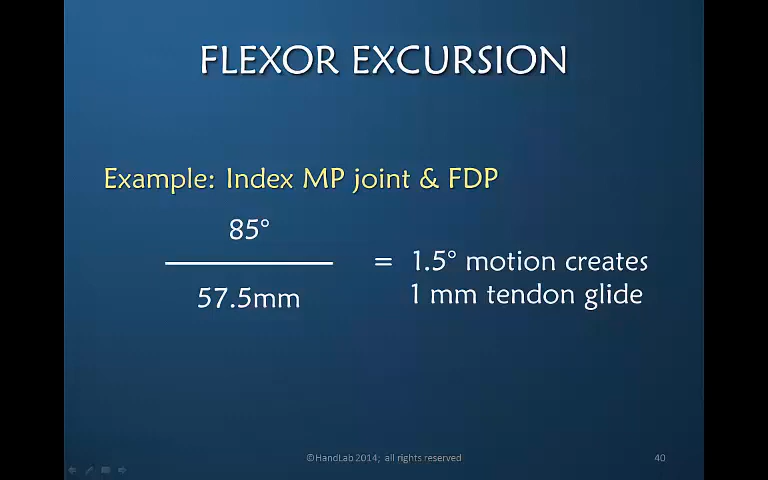 FLEXOR EXCURSION
Example: Index MP joint & FDP
85°
57.5mm
= 1.5° motion creates
1 mm tendon glide
©HandLab 2014; all rights reserved
40